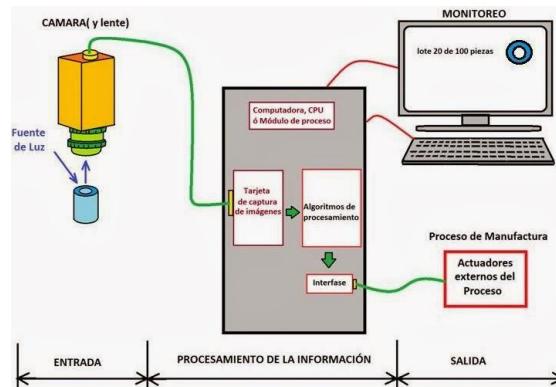 CAMARA( y lente)
MONITOREO
lote 20 de 100 piezas
Computadora, CPU
ó Módulo de proceso
Fuente
de Luz
Tarjeta
de captura
de imágenes
Algoritmos de
procesamiento
Interfase
Proceso de Manufactura
Actuadores
externos del
Proceso
ENTRADA
PROCESAMIENTO DE LA INFORMACIÓN
SALIDA